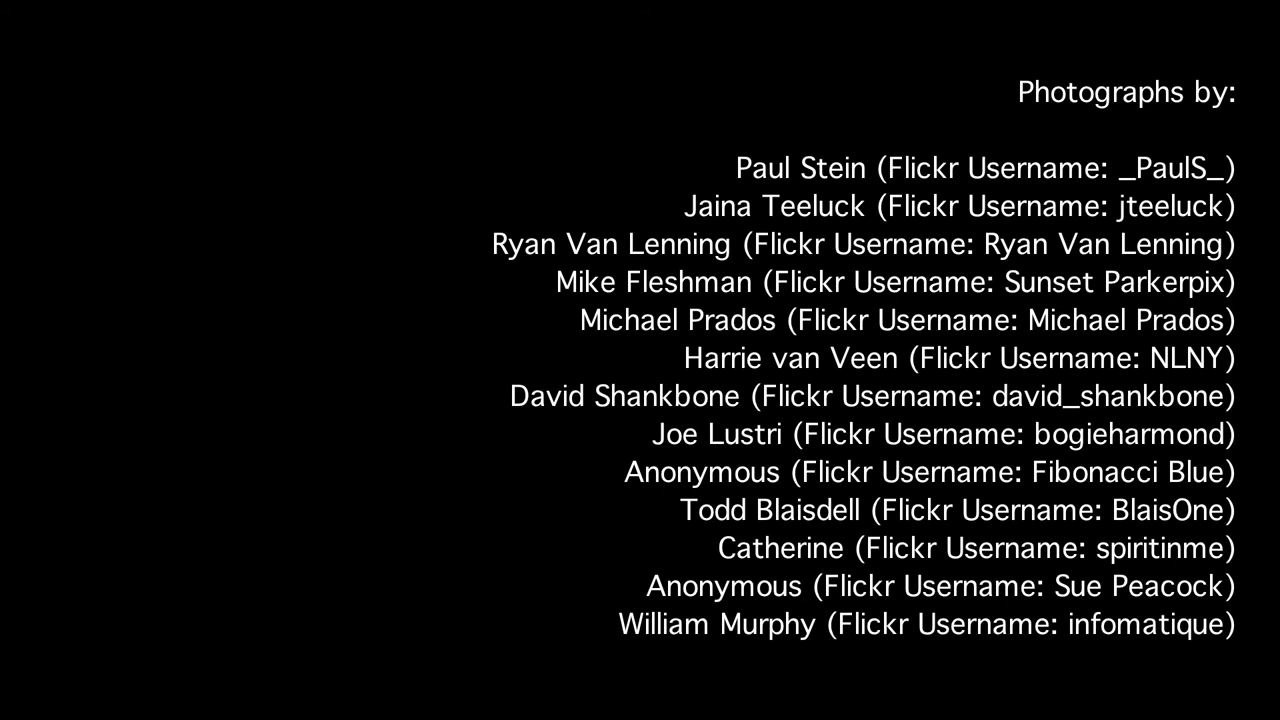 Photographs by:
Paul Stein (Flickr Username: _PaulS_)
Jaina Teeluck (Flickr Username: jteeluck)
Ryan Van Lenning (Flickr Username: Ryan Van Lenning)
Mike Fleshman (Flickr Username: Sunset Parkerpix)
Michael Prados (Flickr Username: Michael Prados)
Harrie van Veen (Flickr Username: NLNY)
David Shankbone (Flickr Username: david_shankbone)
Joe Lustri (Flickr Username: bogieharmond)
Anonymous (Flickr Username: Fibonacci Blue)
Todd Blaisdell (Flickr Username: BlaisOne)
Catherine (Flickr Username: spiritinme)
Anonymous (Flickr Username: Sue Peacock)
William Murphy (Flickr Username: infomatique)